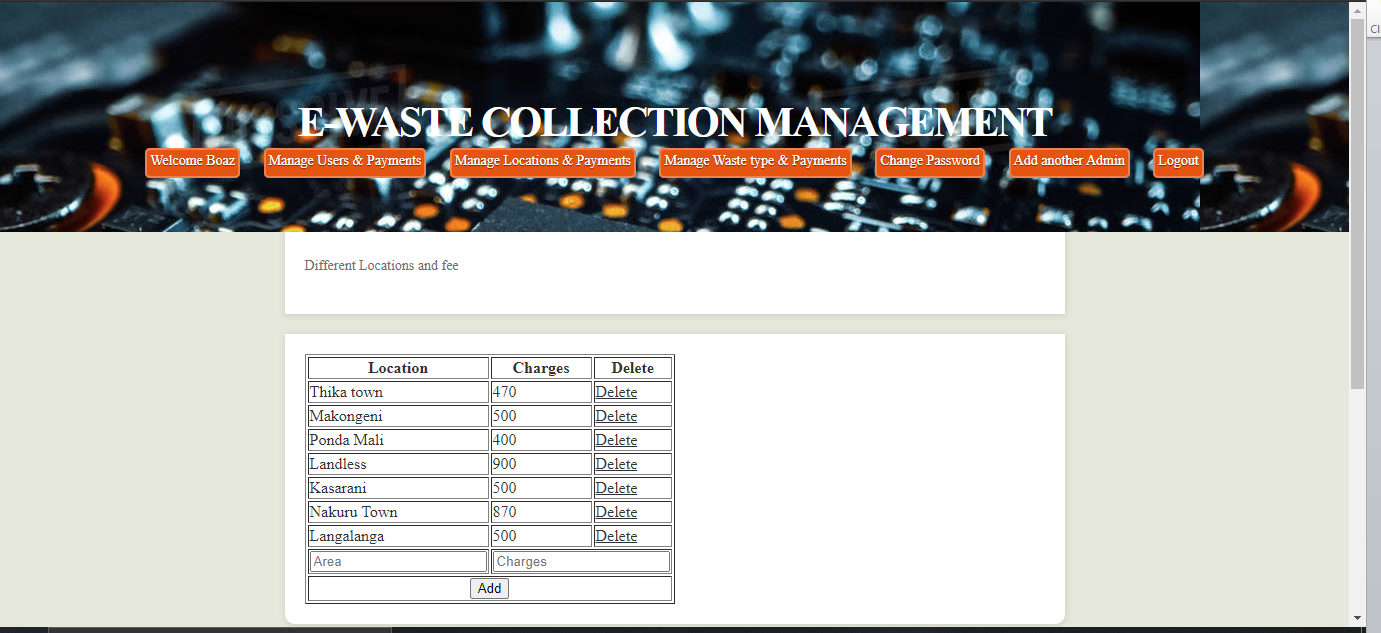 E-WASTE COLLECTION MANAGEMENT
Welcome Boaz Manage Users & Payments Manage Locations & Payments Manage Waste type & Payments Change Password Add another Admin Logout
Different Locations and fee
Location Charges Delete
Thika town 470 Delete
Makongeni 500 Delete
Ponda Mali 400 Delete
Landless 900 Delete
Kasarani 500 Delete
Nakuru Town 870 Delete
Langalanga 500 Delete
Area Charges
Add